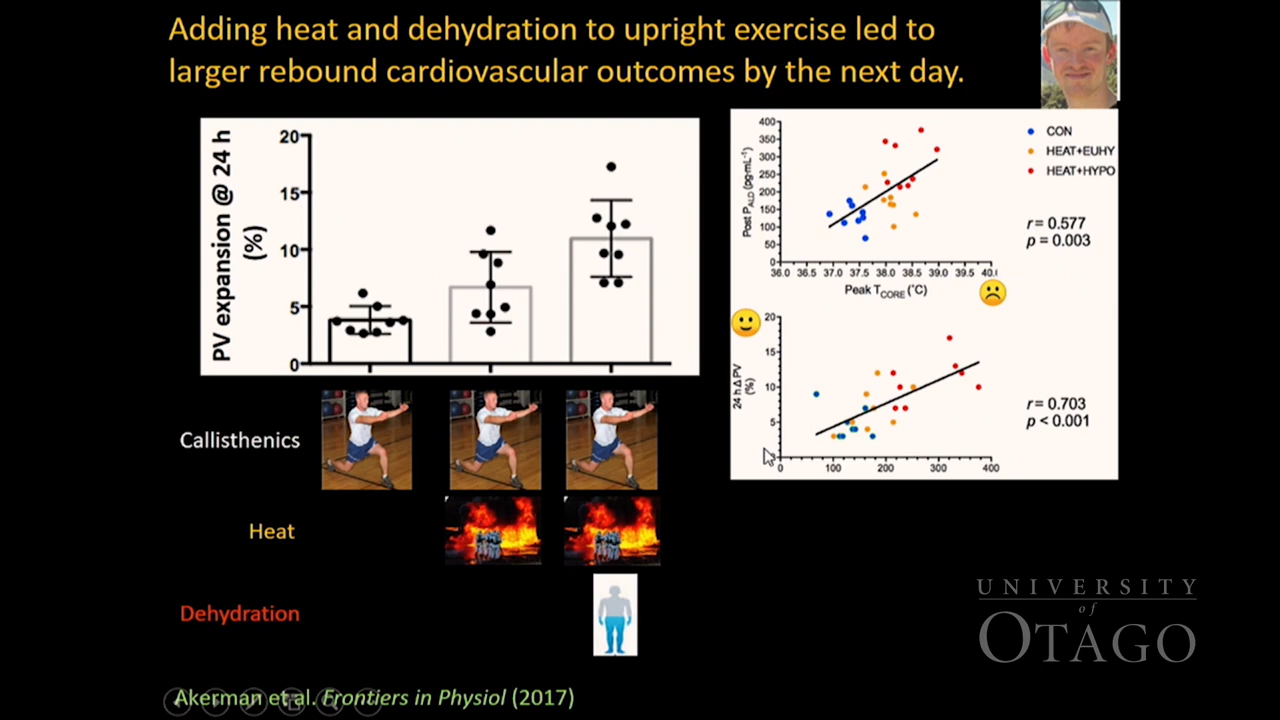 Adding heat and dehydration to upright exercise led to
larger rebound cardiovascular outcomes by the next day.
PV expansion @ 24 h
(%)
20
15
10
5
0
400
350
300
250
200
150
100
50
0
Post P_ALD (pg·mL⁻¹)
36.0 36.5 37.0 37.5 38.0 38.5 39.0 39.5 40.
Peak T_CORE (˚C)
CON
HEAT+EUHY
HEAT+HYPO
r = 0.577
p = 0.003
20
15
10
5
24 h Δ PV
(%)
0 100 200 300 400
r = 0.703
p < 0.001
Callisthenics
Heat
Dehydration
UNIVERSITY
of
OTAGO
Akerman et al. Frontiers in Physiol (2017)